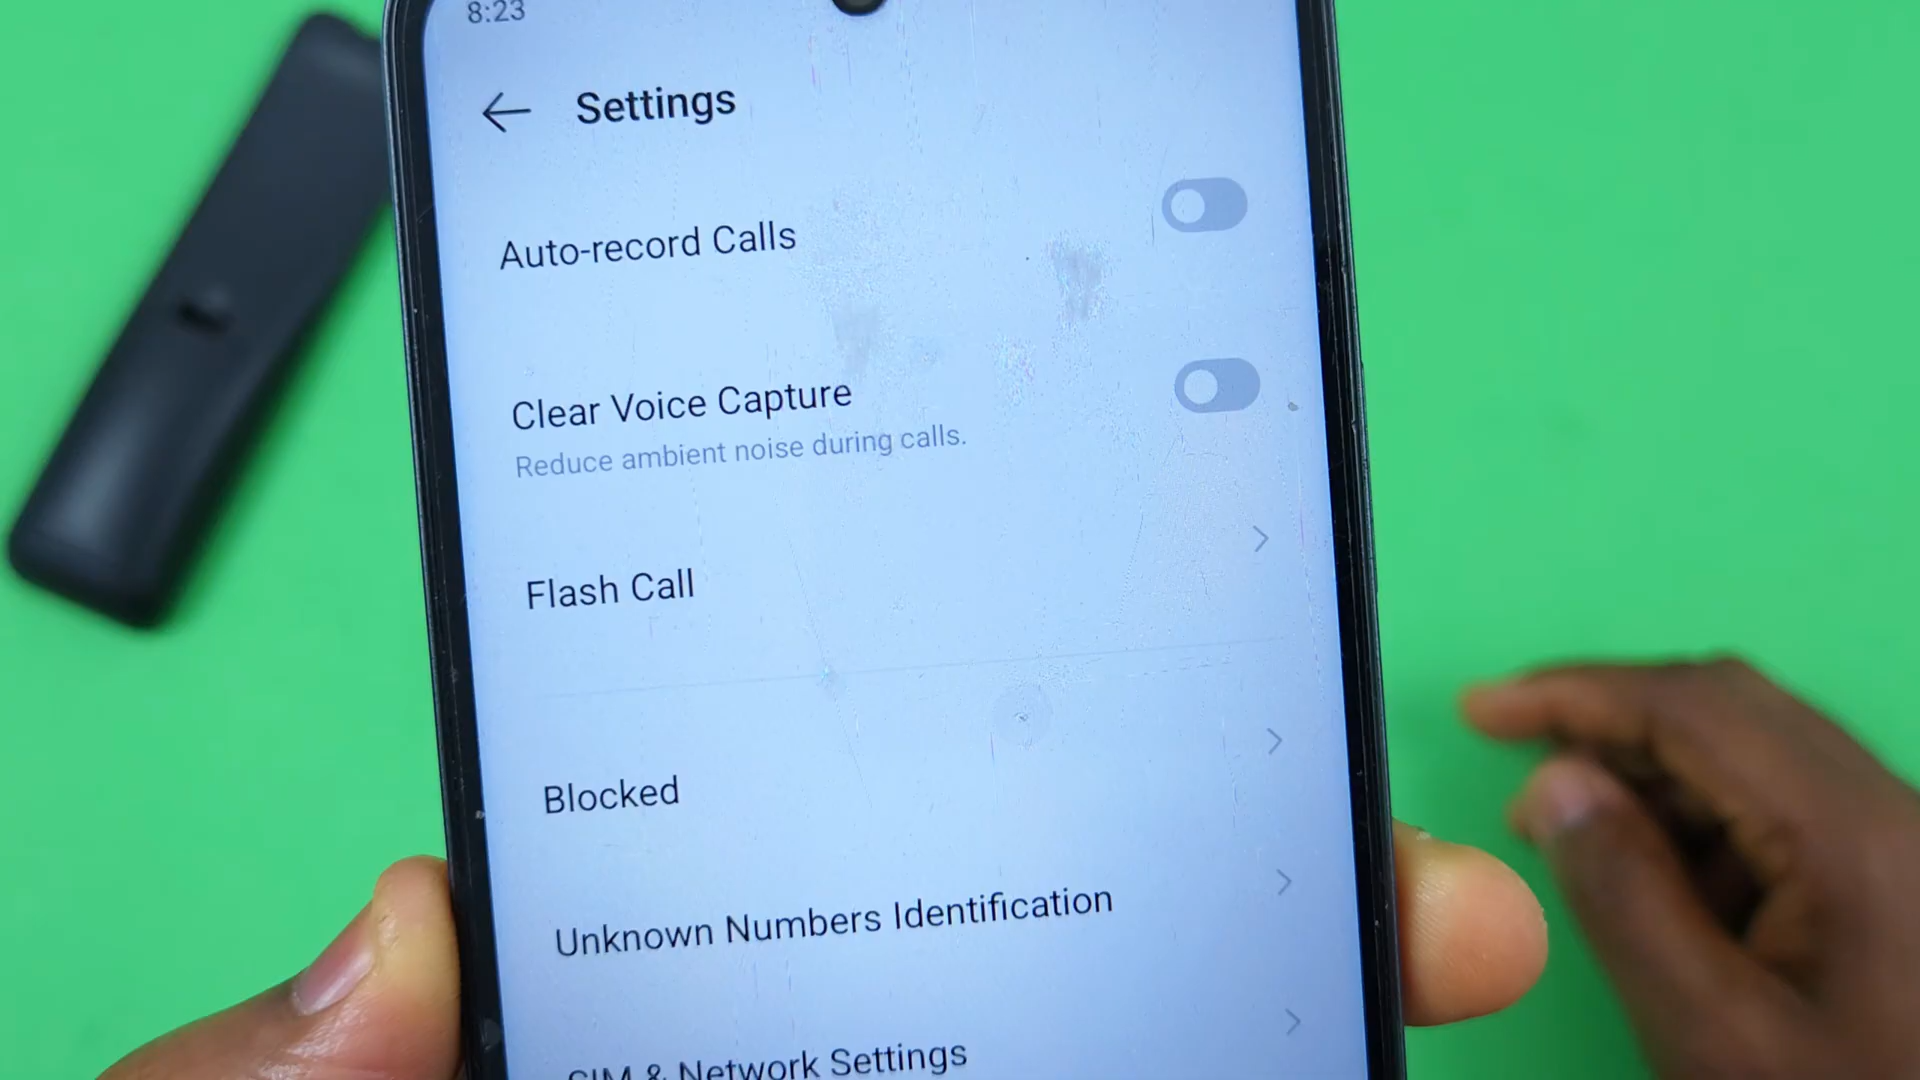 8:23
Settings
Auto-record Calls
Clear Voice Capture
Reduce ambient noise during calls.
Flash Call
Blocked
Unknown Numbers Identification
SIM & Network Settings